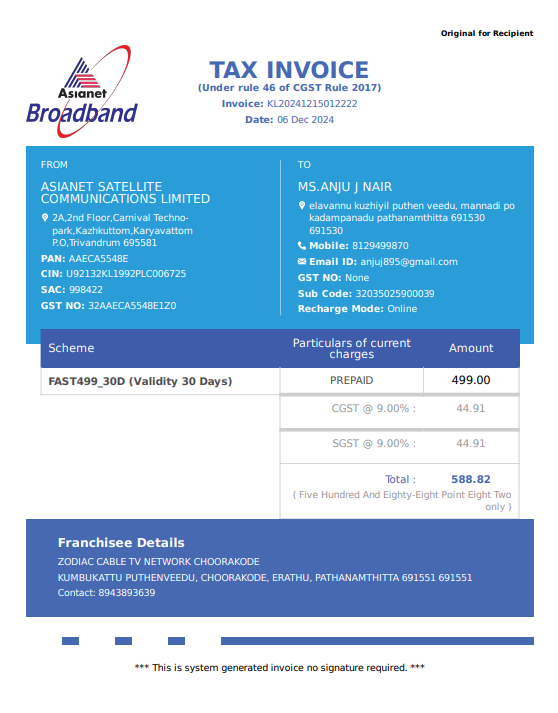 Original for Recipient
Asianet
Broadband
TAX INVOICE
(Under rule 46 of CGST Rule 2017)
Invoice: KL20241215012222
Date: 06 Dec 2024
FROM
ASIANET SATELLITE
COMMUNICATIONS LIMITED
2A,2nd Floor,Carnival Techno-
park,Kazhkuttom,Karyavattom
P.O,Trivandrum 695581
PAN: AAECA5548E
CIN: U92132KL1992PLC006725
SAC: 998422
GST NO: 32AAECA5548E1Z0
TO
MS.ANJU J NAIR
elavannu kuzhiyil puthen veedu, mannadi po
kadampanadu pathanamthitta 691530
691530
Mobile: 8129499870
Email ID: anjuj895@gmail.com
GST NO: None
Sub Code: 32035025900039
Recharge Mode: Online
Scheme
Particulars of current
charges
Amount
FAST499_30D (Validity 30 Days)
PREPAID
499.00
CGST @ 9.00% :
44.91
SGST @ 9.00% :
44.91
Total :
588.82
( Five Hundred And Eighty-Eight Point Eight Two
only )
Franchisee Details
ZODIAC CABLE TV NETWORK CHOORAKODE
KUMBUKATTU PUTHENVEEDU, CHOORAKODE, ERATHU, PATHANAMTHITTA 691551 691551
Contact: 8943893639
*** This is system generated invoice no signature required. ***